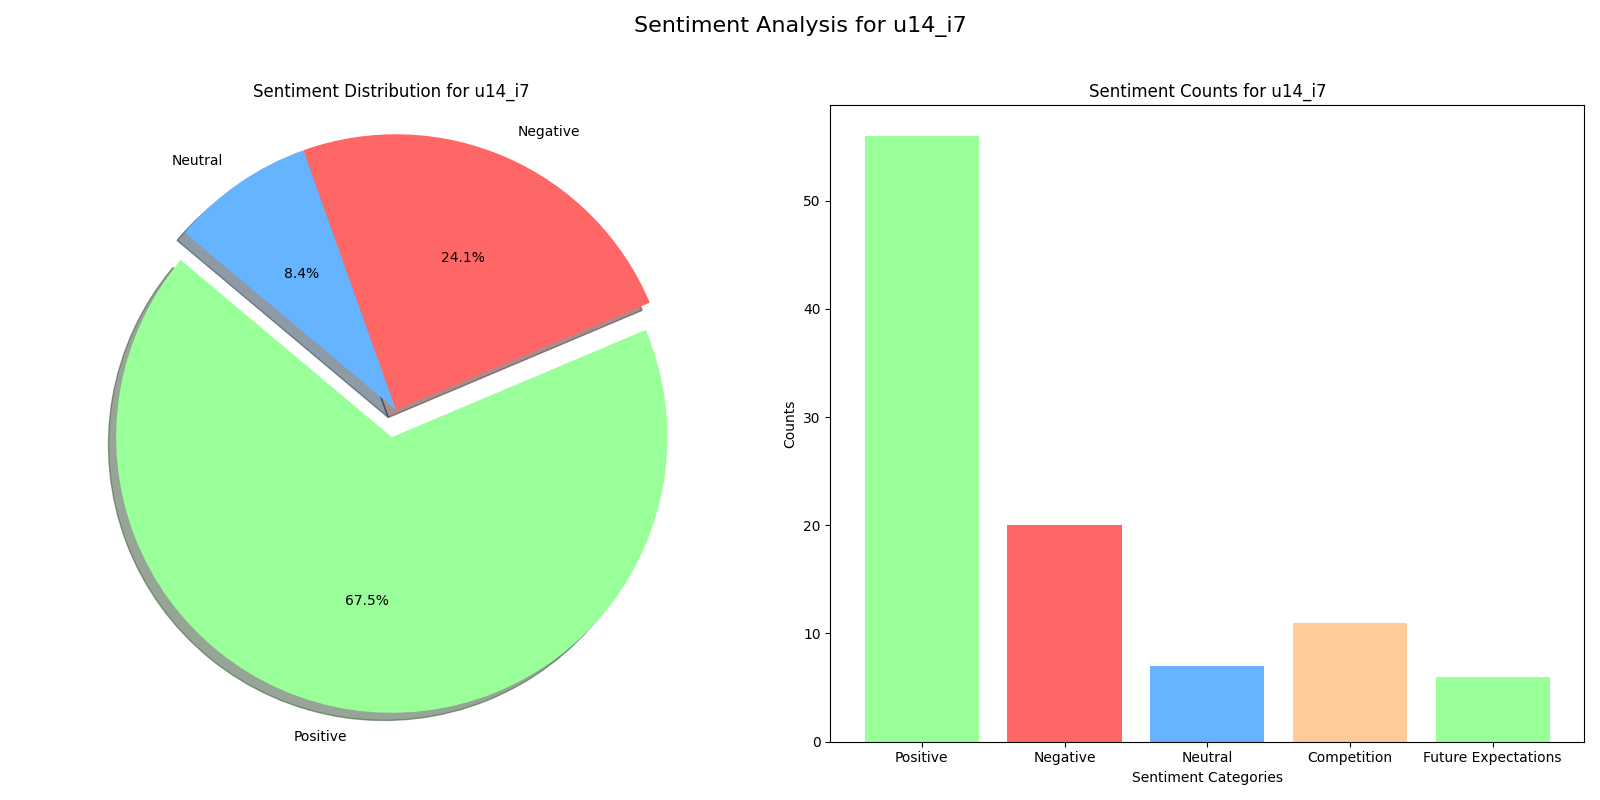 Sentiment Analysis for u14_i7
Sentiment Distribution for u14_i7
Negative
Neutral
24.1%
8.4%
67.5%
Positive
Sentiment Counts for u14_i7
Counts
50
40
30
20
10
0
Positive Negative Neutral Competition Future Expectations
Sentiment Categories